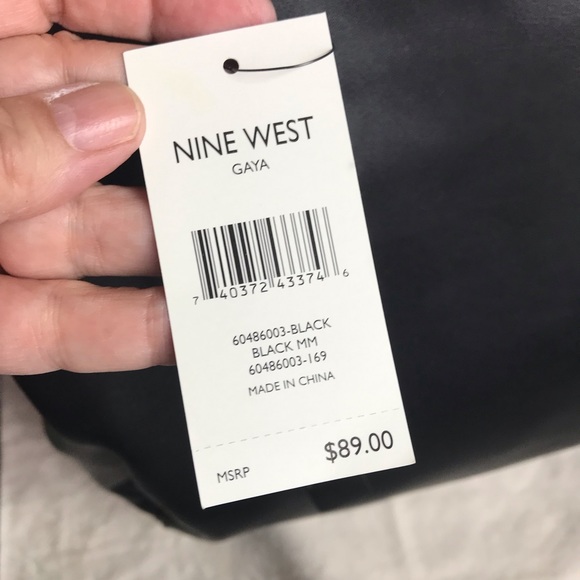 NINE WEST
GAYA
7 40372 43374 6
60486003-BLACK
BLACK MM
60486003-169
MADE IN CHINA
MSRP $89.00